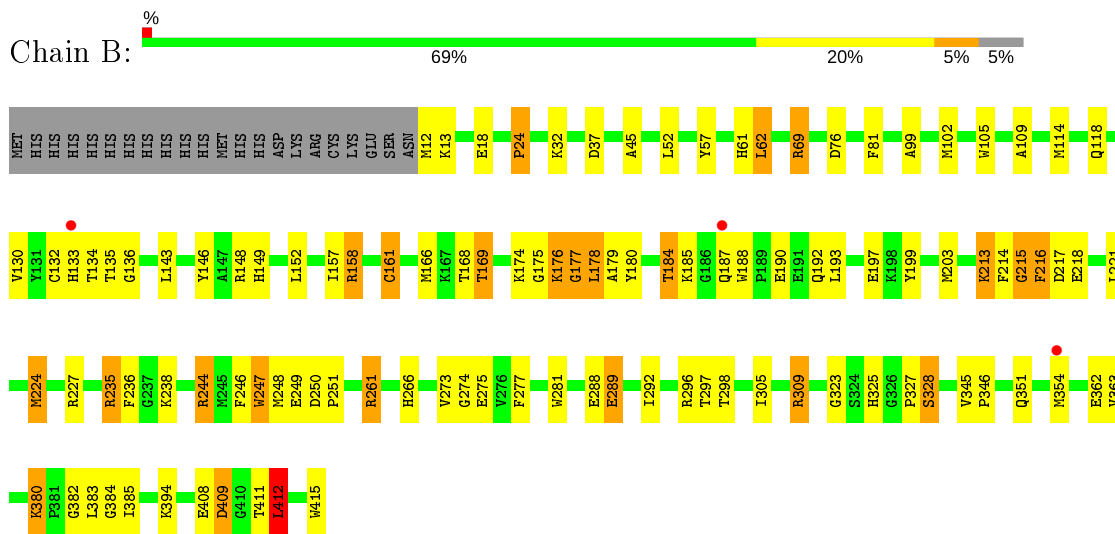 %
Chain B:
69% 20% 5% 5%
MET HIS HIS HIS HIS HIS HIS HIS HIS HIS HIS MET HIS HIS ASP LYS ARG CYS LYS GLU SER ASN M12 K13 E18 P24 K32 D37 A45 L52 Y57 H61 L62 R69 D76 F81 A99 M102 W105 A109 M114 Q118
V130 Y131 C132 H133 T134 T135 G136 L143 Y146 A147 R148 H149 L152 I157 R158 C161 M166 K167 T168 T169 K174 G175 K176 G177 L178 A179 Y180 T184 K185 G186 Q187 W188 P189 E190 E191 Q192 L193 E197 K198 Y199 M203 K213 F214 G215 F216 D217 E218
M224 R227 R235 F236 G237 K238 R244 M245 F246 W247 M248 E249 D250 P251 R261 H266 V273 G274 E275 V276 F277 W281 E288 E289 I292 R296 T297 T298 I305 R309 G323 S324 H325 G326 P327 S328 V345 P346 Q351 M354 E362 V363
K380 P381 G382 L383 G384 I385 K394 E408 D409 G410 T411 L412 W415